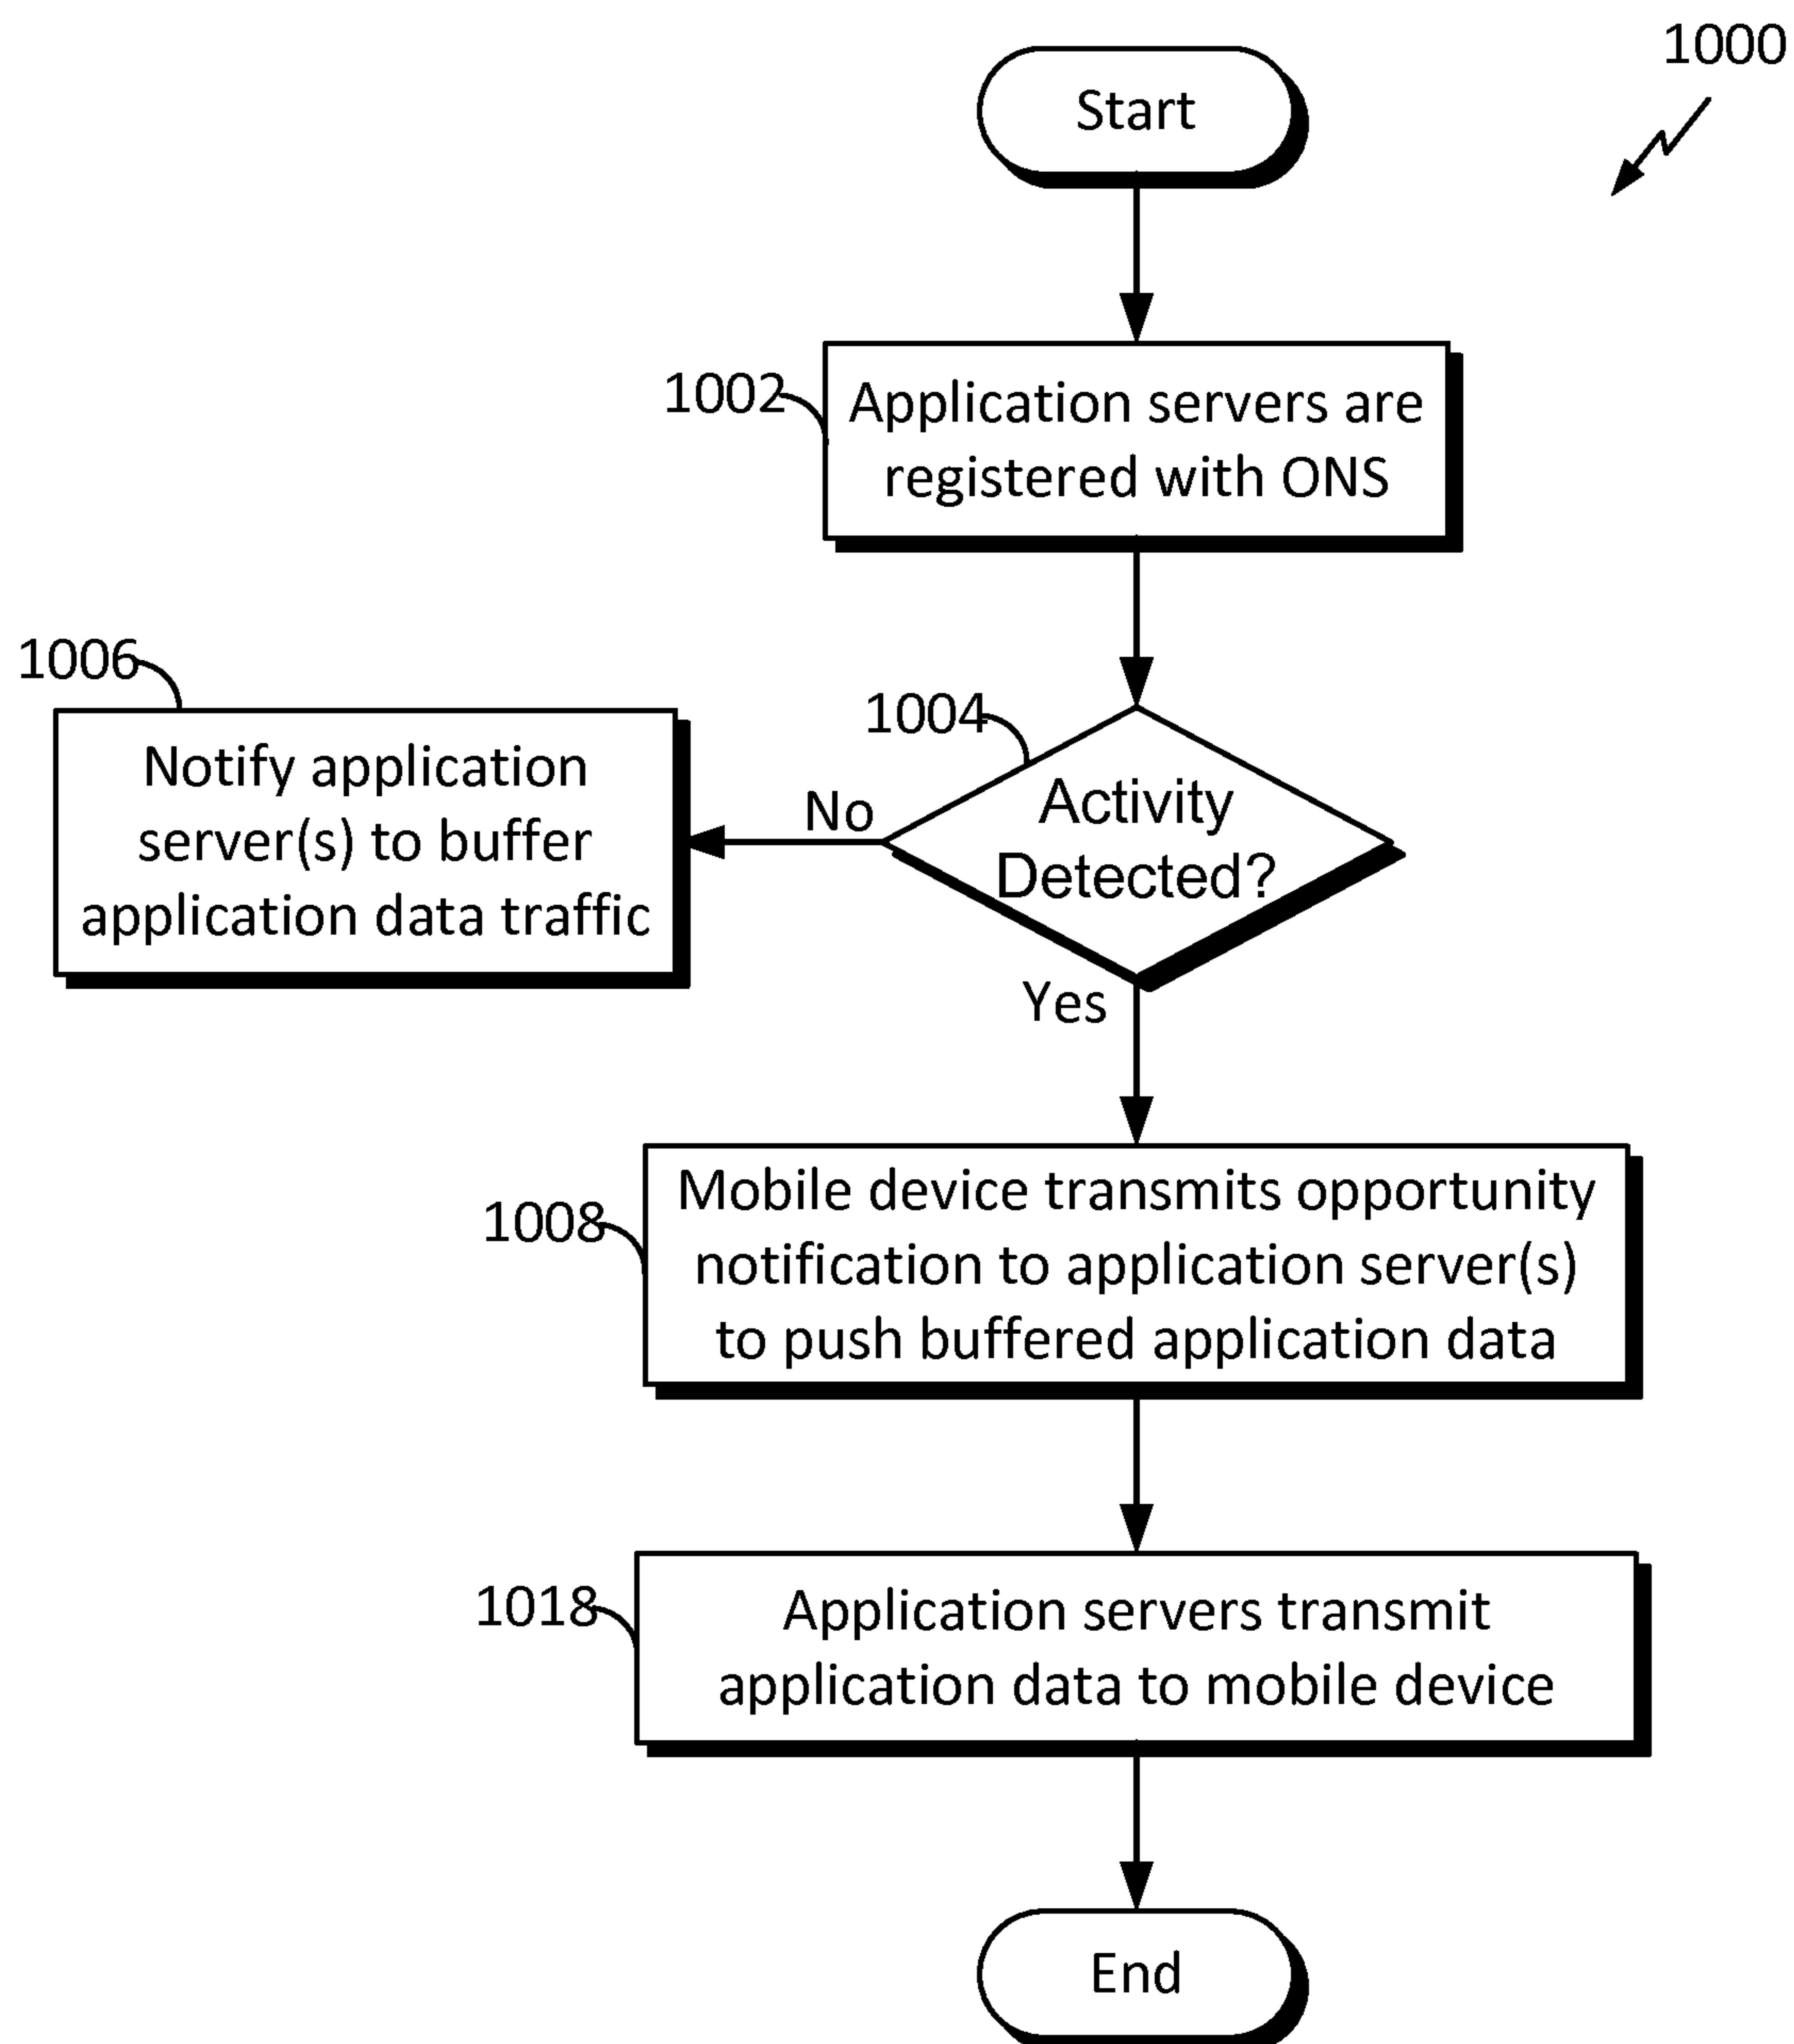 1000
Start
1002
Application servers are
registered with ONS
1006
1004
Notify application
server(s) to buffer
application data traffic
No
Activity
Detected?
Yes
1008
Mobile device transmits opportunity
notification to application server(s)
to push buffered application data
1018
Application servers transmit
application data to mobile device
End